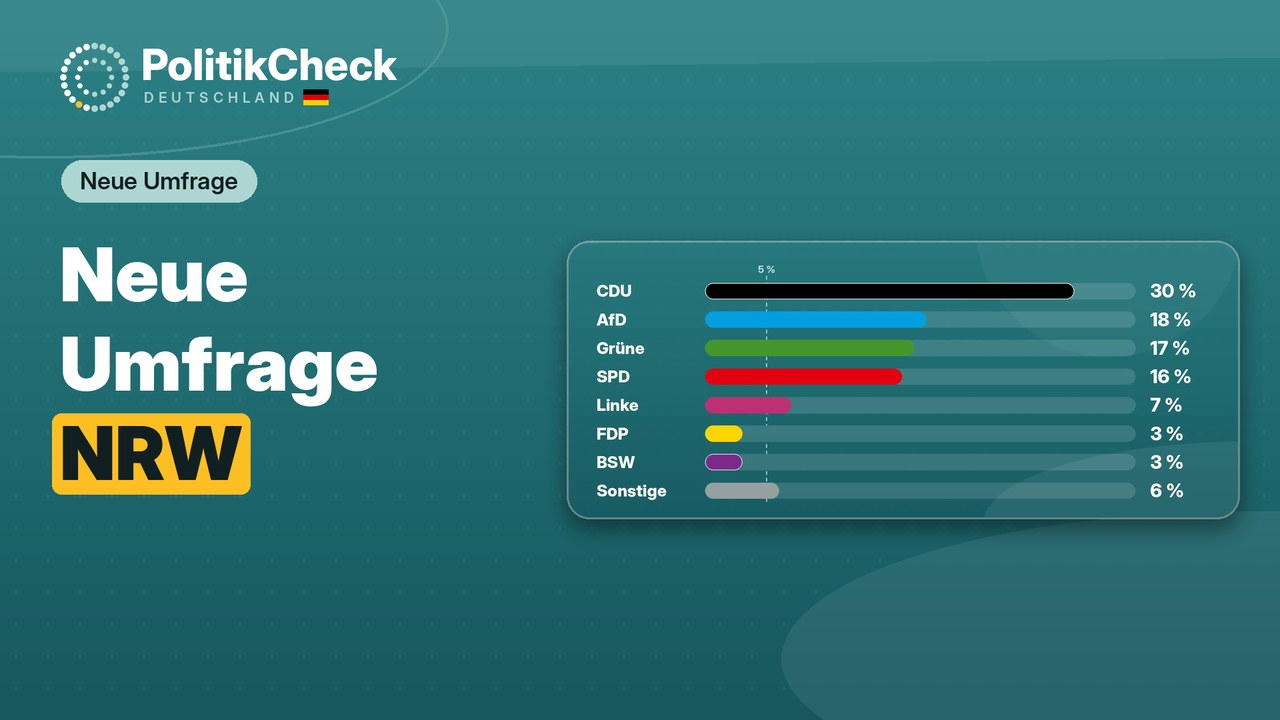 PolitikCheck
DEUTSCHLAND
Neue Umfrage
Neue
Umfrage
NRW
5 %
CDU 30 %
AfD 18 %
Grüne 17 %
SPD 16 %
Linke 7 %
FDP 3 %
BSW 3 %
Sonstige 6 %